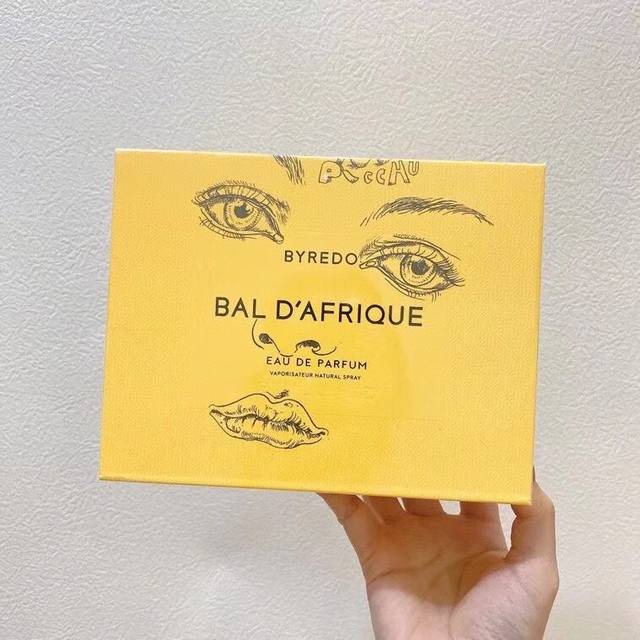 BYREDO
BAL D'AFRIQUE
EAU DE PARFUM
VAPORISATEUR NATURAL SPRAY